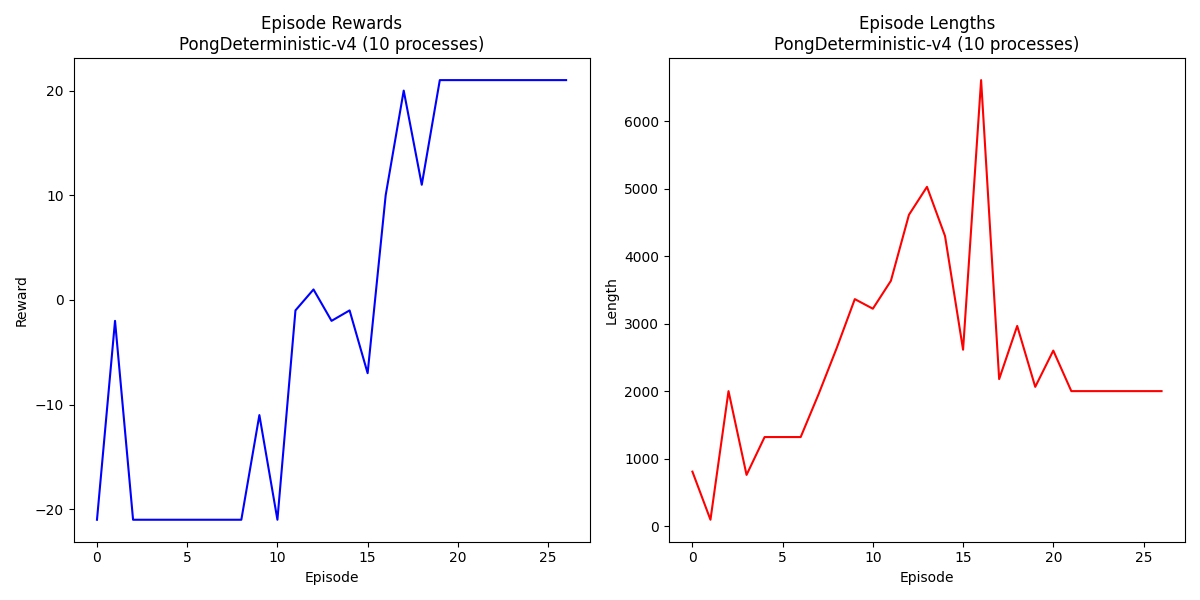 Episode Rewards
PongDeterministic-v4 (10 processes)
Reward
20
10
0
−10
−20
0 5 10 15 20 25
Episode
Episode Lengths
PongDeterministic-v4 (10 processes)
Length
6000
5000
4000
3000
2000
1000
0
0 5 10 15 20 25
Episode